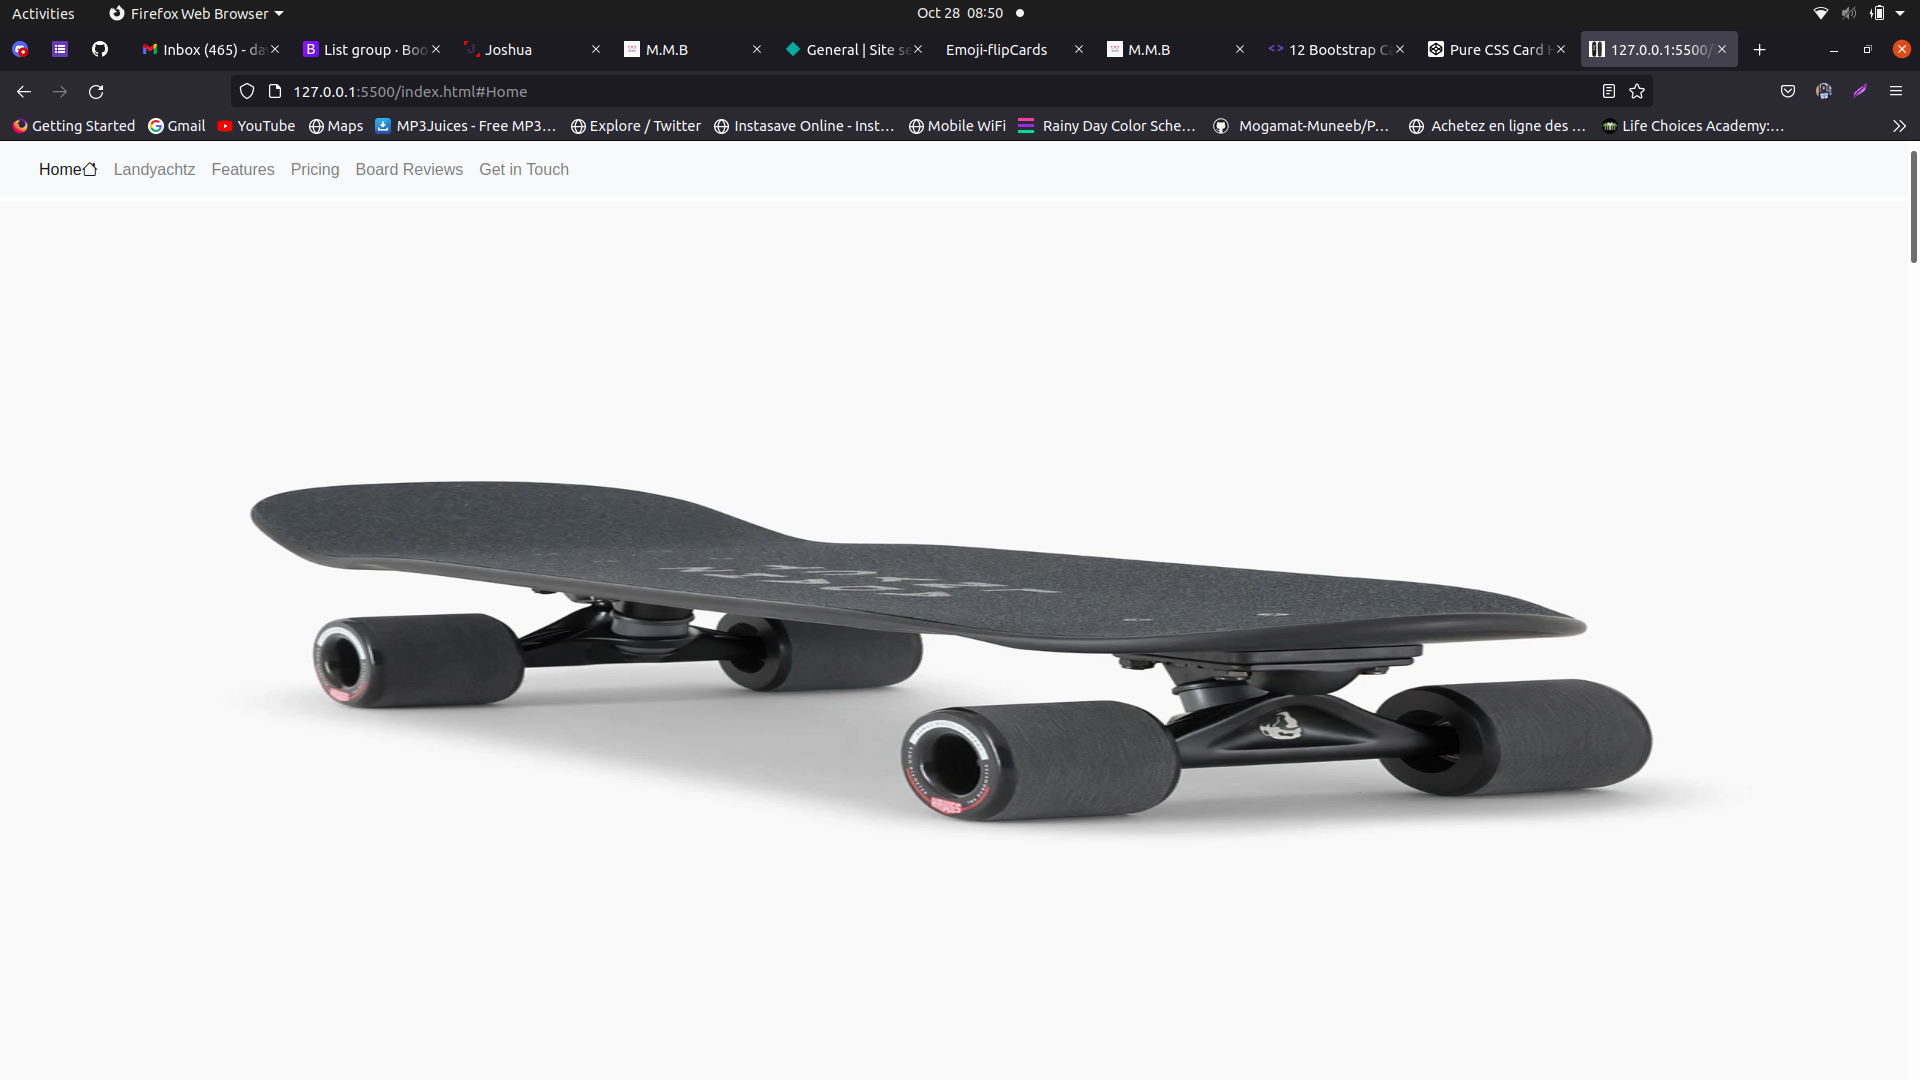 Activities Firefox Web Browser Oct 28 08:50
Inbox (465) - da List group · Boo Joshua M.M.B General | Site se Emoji-flipCards M.M.B <> 12 Bootstrap Ca Pure CSS Card H 127.0.0.1:5500/
127.0.0.1:5500/index.html#Home
Getting Started Gmail YouTube Maps MP3Juices - Free MP3… Explore / Twitter Instasave Online - Inst… Mobile WiFi Rainy Day Color Sche… Mogamat-Muneeb/P… Achetez en ligne des … Life Choices Academy:…
Home Landyachtz Features Pricing Board Reviews Get in Touch
HAWGS